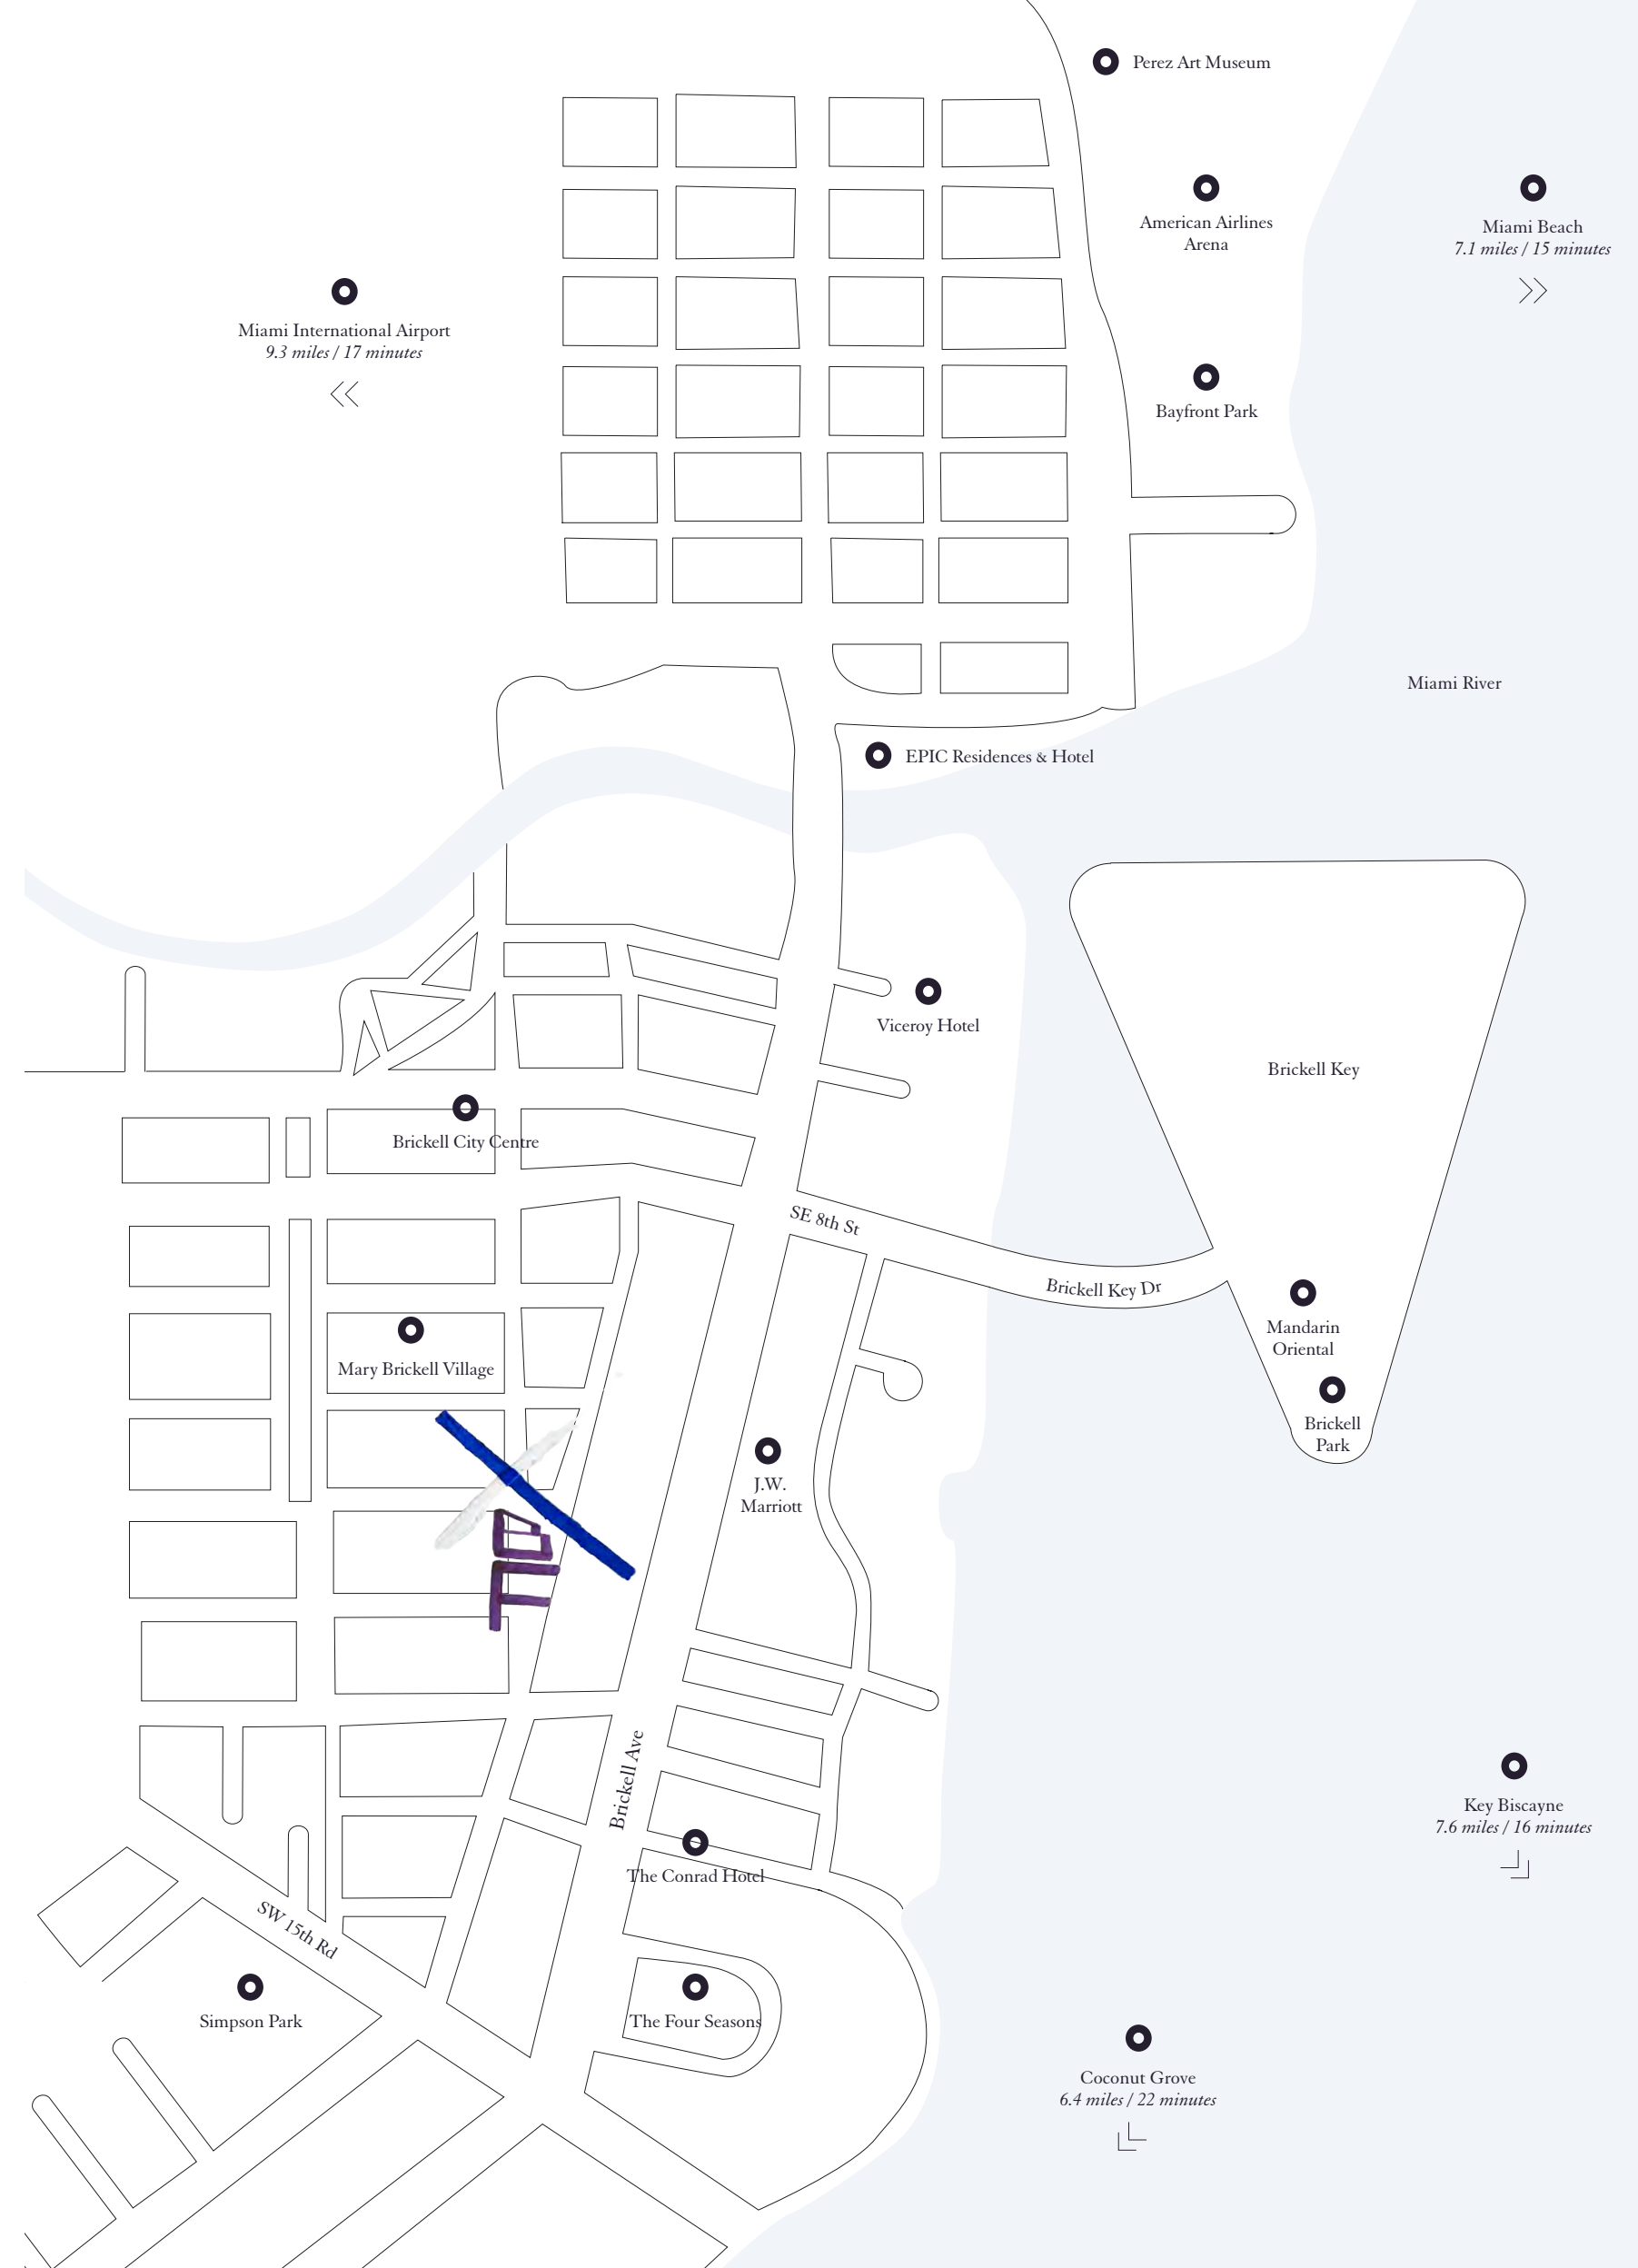 Perez Art Museum
American Airlines
Arena
Miami Beach
7.1 miles / 15 minutes
Miami International Airport
9.3 miles / 17 minutes
Bayfront Park
Miami River
EPIC Residences & Hotel
Viceroy Hotel
Brickell Key
Brickell City Centre
SE 8th St
Brickell Key Dr
Mandarin
Oriental
Mary Brickell Village
Brickell
Park
J.W.
Marriott
Brickell Ave
Key Biscayne
7.6 miles / 16 minutes
The Conrad Hotel
SW 15th Rd
Simpson Park
The Four Seasons
Coconut Grove
6.4 miles / 22 minutes